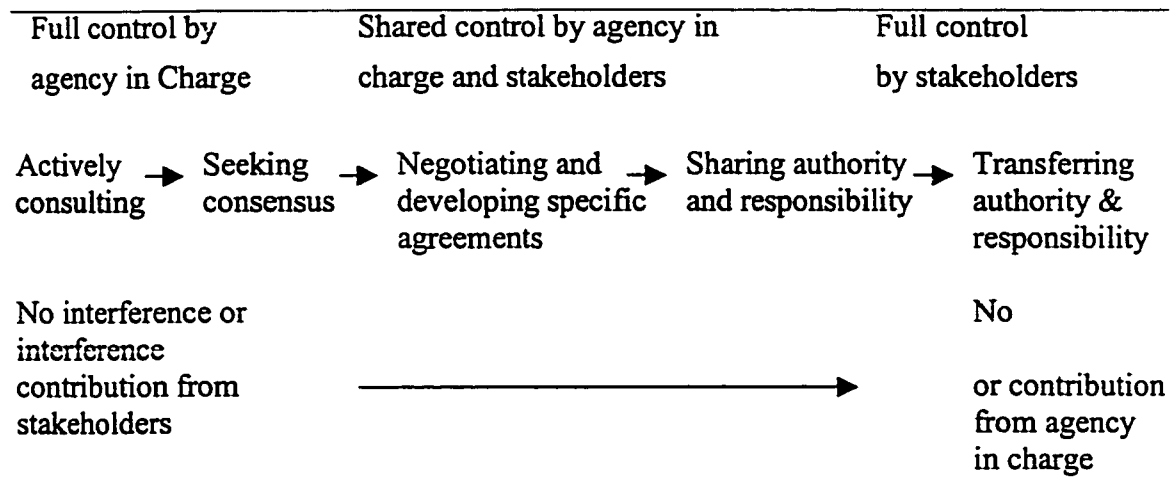 Full control by
agency in Charge
Shared control by agency in
charge and stakeholders
Full control
by stakeholders
Actively
consulting
Seeking
consensus
Negotiating and
developing specific
agreements
Sharing authority
and responsibility
Transferring
authority &
responsibility
No interference or
interference
contribution from
stakeholders
No
or contribution
from agency
in charge